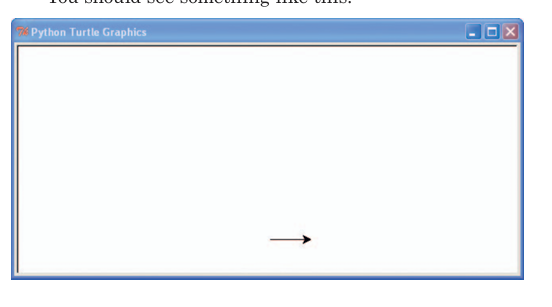 You should see something like this:
Python Turtle Graphics